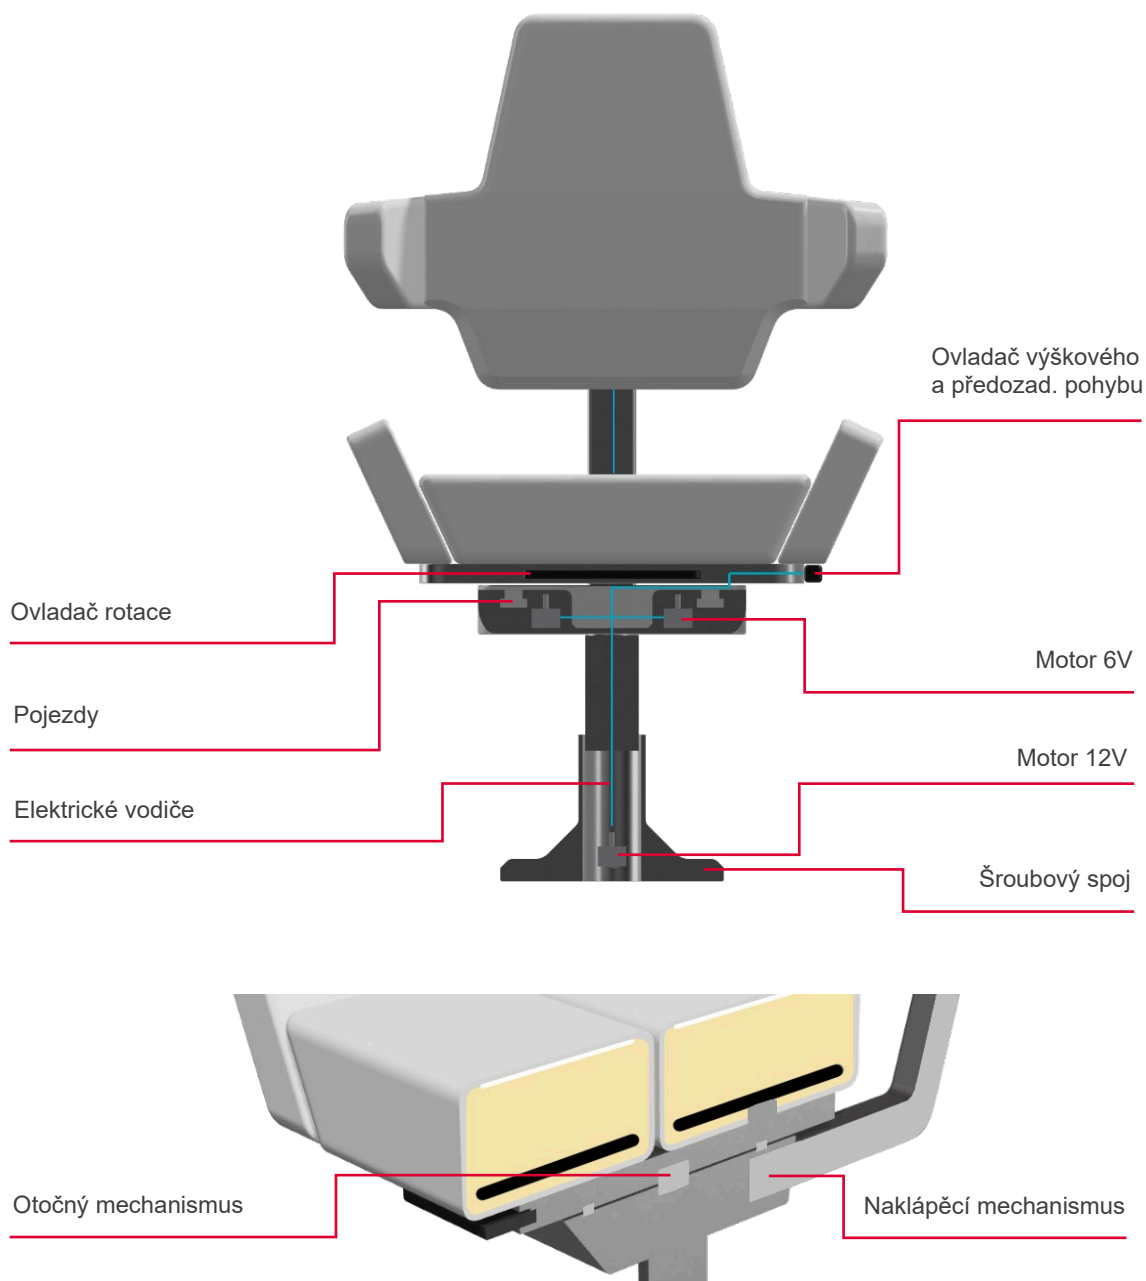 Ovladač výškového
a předozad. pohybu
Ovladač rotace
Motor 6V
Pojezdy
Motor 12V
Elektrické vodiče
Šroubový spoj
Otočný mechanismus
Naklápěcí mechanismus